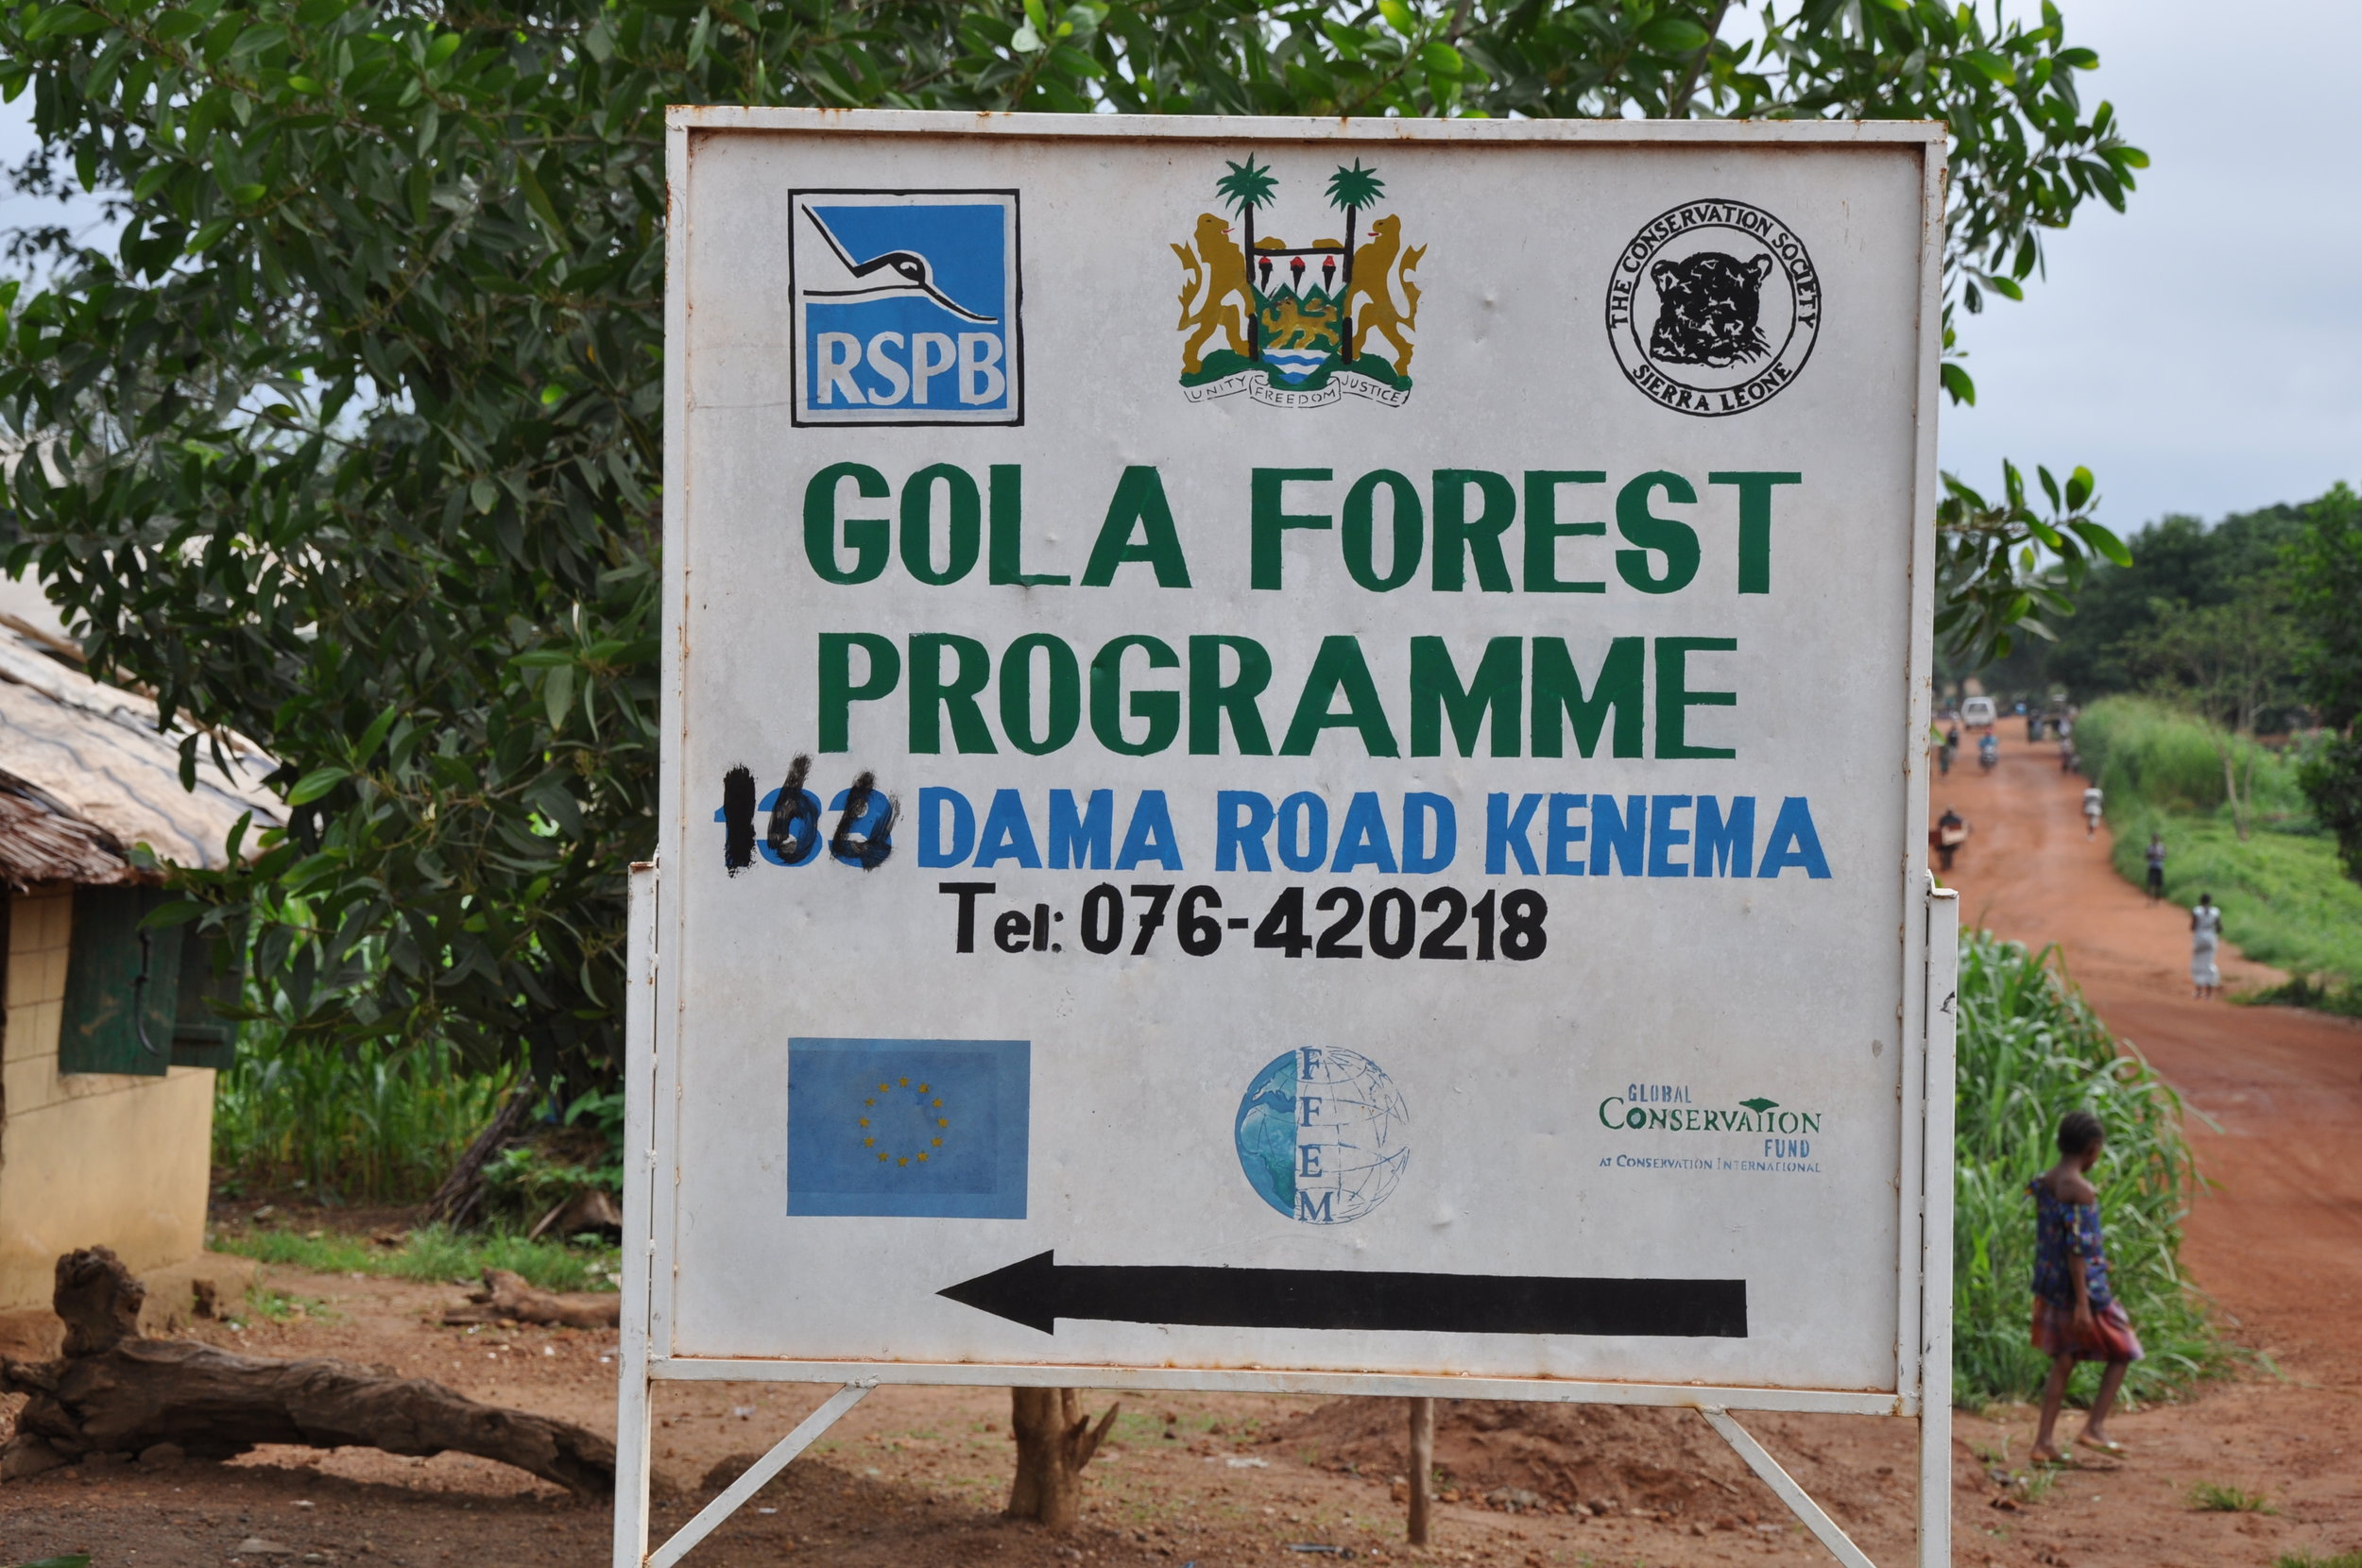 RSPB
UNITY FREEDOM JUSTICE
THE CONSERVATION SOCIETY
SIERRA LEONE
GOLA FOREST
PROGRAMME
164 DAMA ROAD KENEMA
Tel: 076-420218
FFEM
GLOBAL
CONSERVATION
FUND
AT CONSERVATION INTERNATIONAL